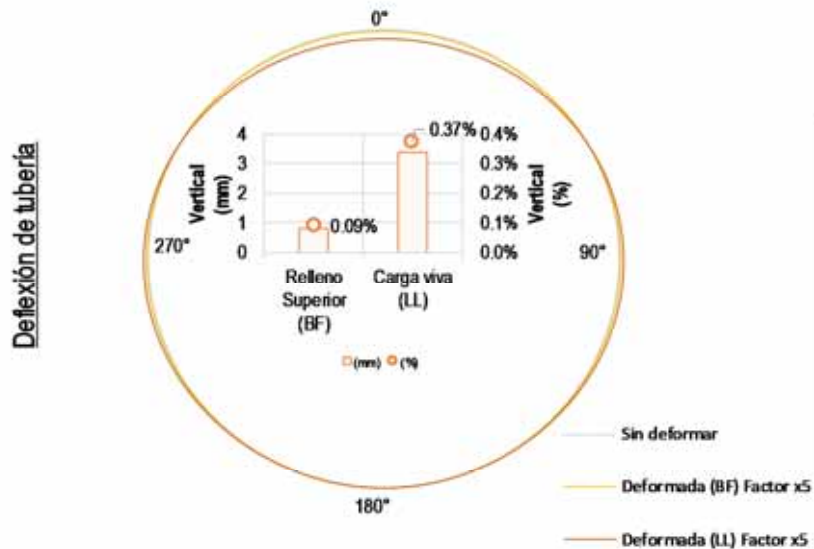 Deflexión de tubería
0°
4
3
2
1
0
Vertical
(mm)
0.37%
0.09%
0.4%
0.3%
0.2%
0.1%
0.0%
Vertical
(%)
270°
90°
Relleno
Superior
(BF)
Carga viva
(LL)
(mm)
(%)
180°
Sin deformar
Deformada (BF) Factor x5
Deformada (LL) Factor x5